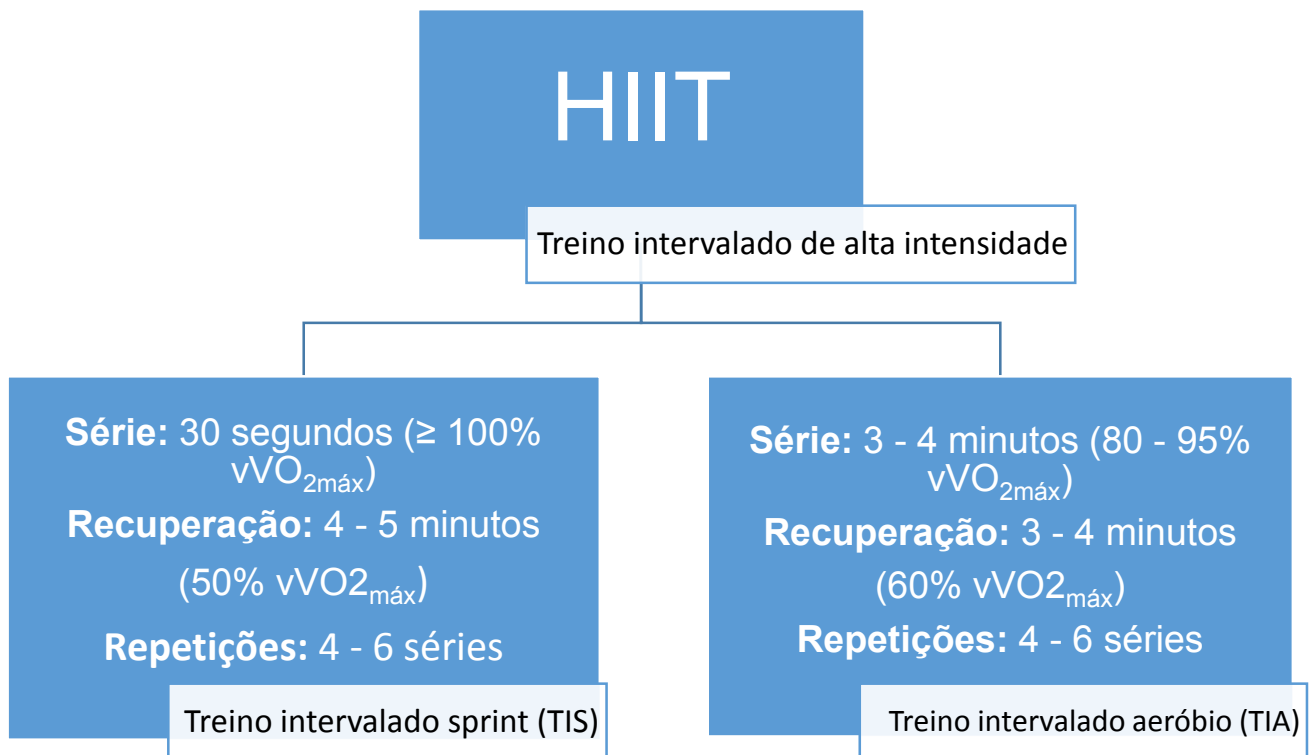 HIIT
Treino intervalado de alta intensidade
Série: 30 segundos (≥ 100%
vVO₂máx)
Recuperação: 4 - 5 minutos
(50% vVO2máx)
Repetições: 4 - 6 séries
Treino intervalado sprint (TIS)
Série: 3 - 4 minutos (80 - 95%
vVO₂máx)
Recuperação: 3 - 4 minutos
(60% vVO2máx)
Repetições: 4 - 6 séries
Treino intervalado aeróbio (TIA)